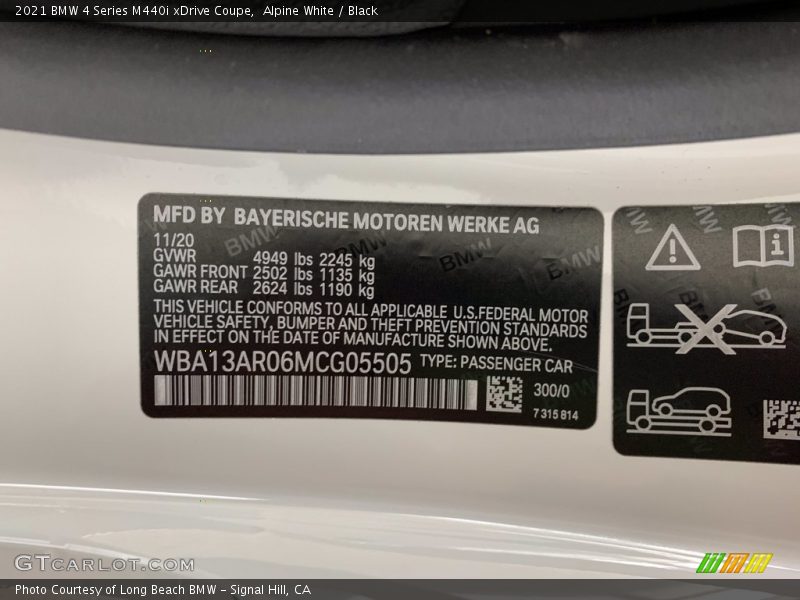 2021 BMW 4 Series M440i xDrive Coupe,  Alpine White / Black
MFD BY BAYERISCHE MOTOREN WERKE AG
11/20
GVWR 4949 lbs 2245 kg
GAWR FRONT 2502 lbs 1135 kg
GAWR REAR 2624 lbs 1190 kg
THIS VEHICLE CONFORMS TO ALL APPLICABLE U.S.FEDERAL MOTOR
VEHICLE SAFETY, BUMPER AND THEFT PREVENTION STANDARDS
IN EFFECT ON THE DATE OF MANUFACTURE SHOWN ABOVE.
WBA13AR06MCG05505 TYPE: PASSENGER CAR
300/0
7 315 814
GTCARLOT.COM
Photo Courtesy of Long Beach BMW - Signal Hill, CA